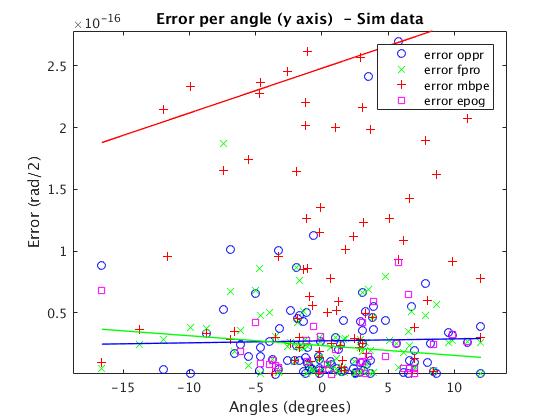 ×10⁻¹⁶
Error per angle (y axis) - Sim data
error oppr
error fpro
error mbpe
error epog
2.5
2
1.5
1
0.5
Error (rad/2)
-15
-10
-5
0
5
10
Angles (degrees)